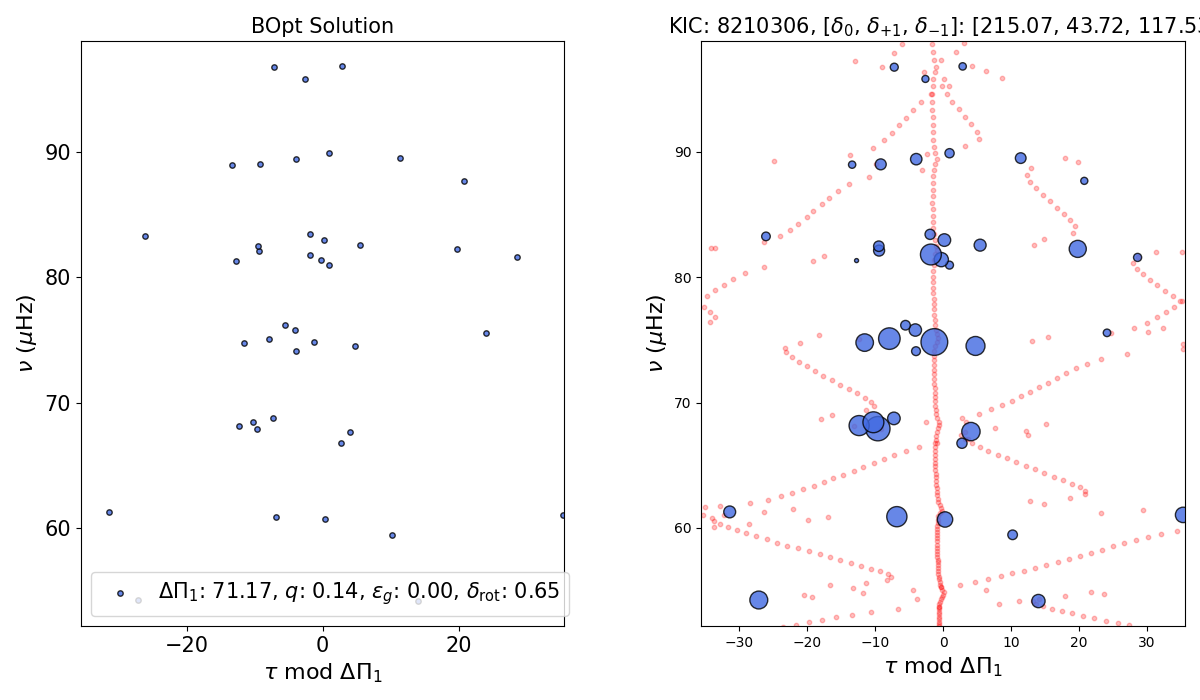 BOpt Solution
KIC: 8210306, [δ₀, δ₊₁, δ₋₁]: [215.07, 43.72, 117.53
90
80
70
60
ν (μHz)
ΔΠ₁: 71.17, q: 0.14, ε_g: 0.00, δ_rot: 0.65
−20
0
20
τ mod ΔΠ₁
90
80
70
60
ν (μHz)
−30
−20
−10
0
10
20
30
τ mod ΔΠ₁